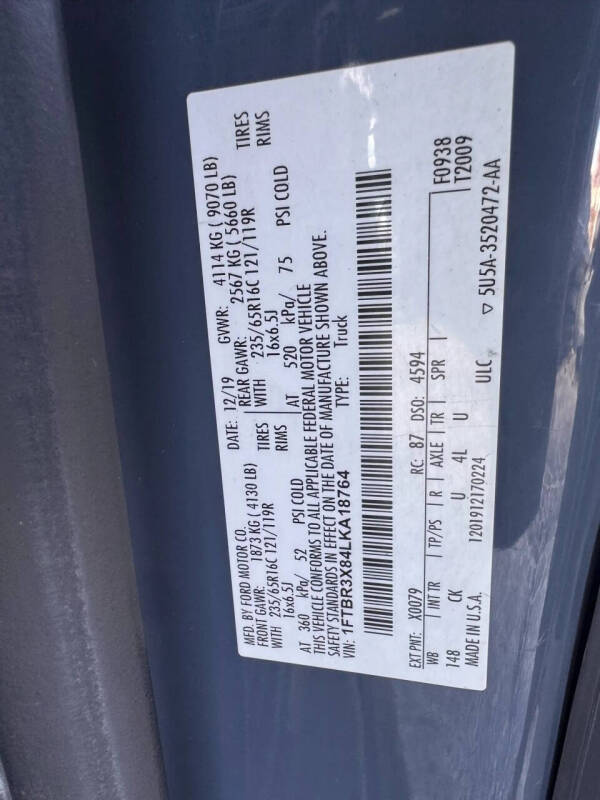 MFD. BY FORD MOTOR CO. DATE: 12/19 GVWR: 4114 KG ( 9070 LB)
FRONT GAWR: 1873 KG ( 4130 LB) REAR GAWR: 2567 KG ( 5660 LB)
WITH 235/65R16C 121/119R TIRES WITH 235/65R16C 121/119R TIRES
16x6.5J RIMS 16x6.5J RIMS
AT 360 kPa/ 52 PSI COLD AT 520 kPa/ 75 PSI COLD
THIS VEHICLE CONFORMS TO ALL APPLICABLE FEDERAL MOTOR VEHICLE
SAFETY STANDARDS IN EFFECT ON THE DATE OF MANUFACTURE SHOWN ABOVE.
VIN: 1FTBR3X84LKA18764 TYPE: Truck
F0938
T2009
EXT PNT: X0079 RC: 87 DSO: 4594
WB | INT TR | TP/PS | R | AXLE | TR | SPR |
148 CK U 4L U
MADE IN U.S.A. 1201912170224 ULC
▽ 5U5A-3520472-AA